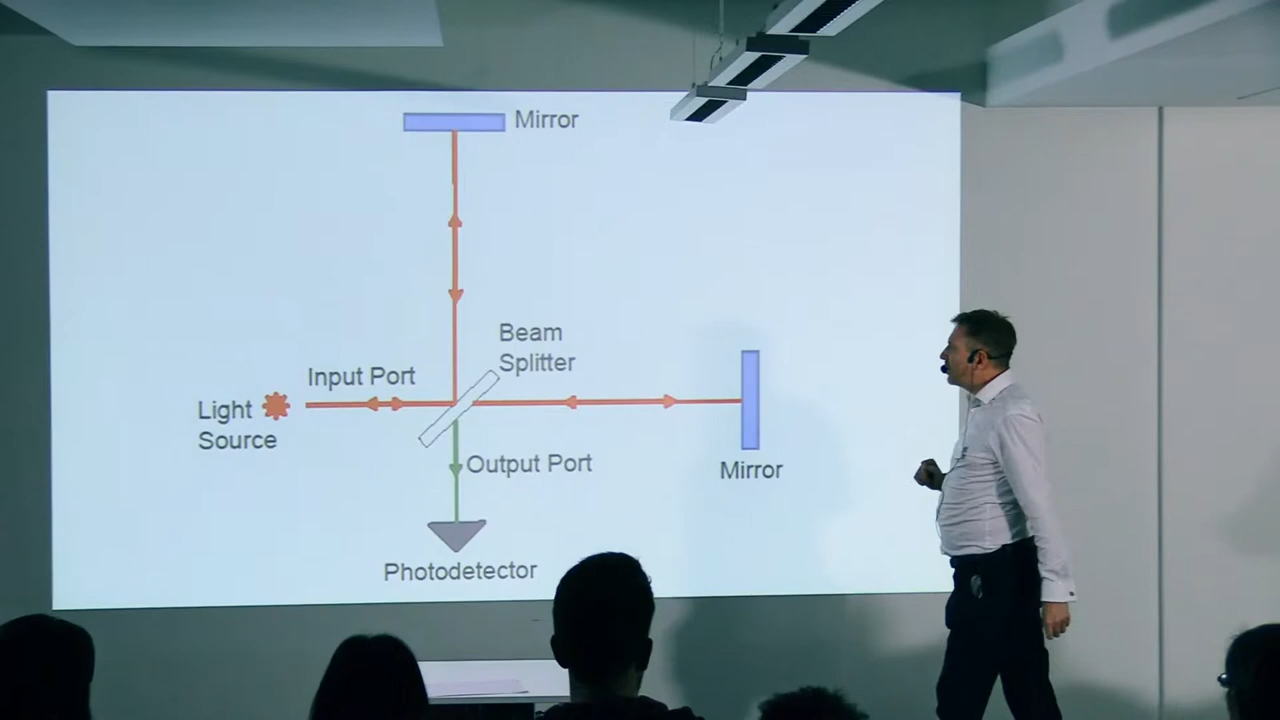 Mirror
Beam
Splitter
Input Port
Light
Source
Output Port
Mirror
Photodetector